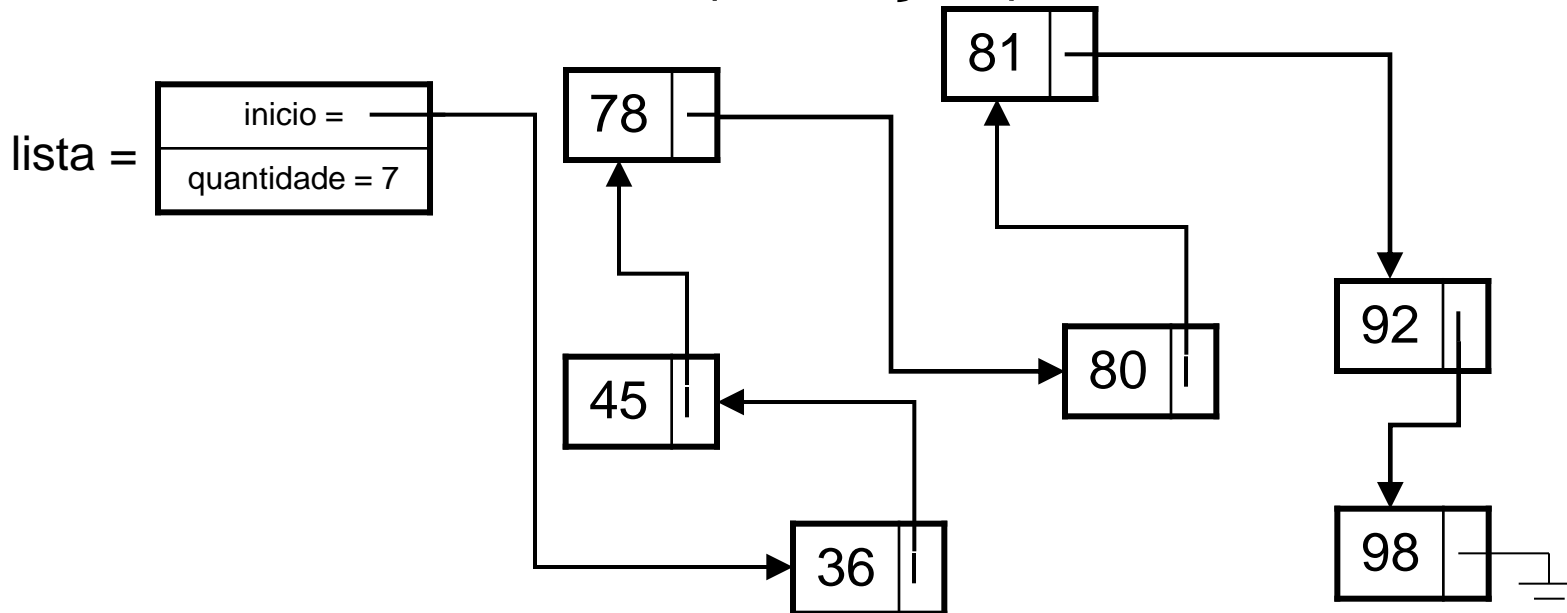 81
78
inicio =
lista =
quantidade = 7
92
80
45
98
36